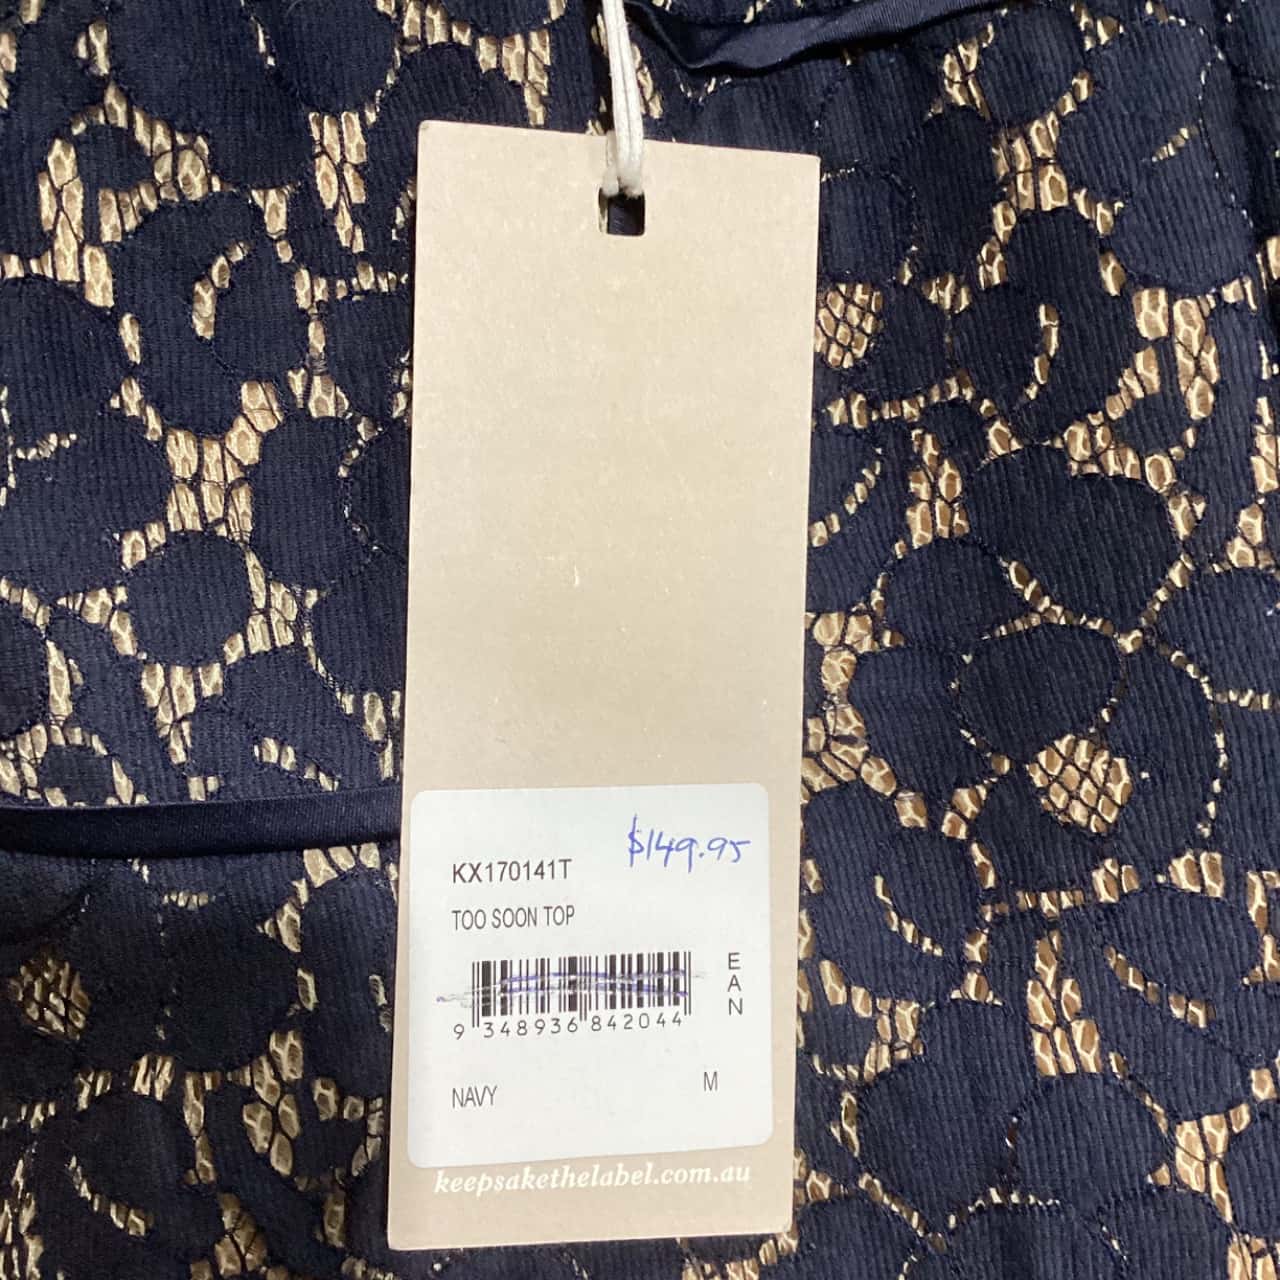 $149.95
KX170141T
TOO SOON TOP
EAN
9 348936 842044
NAVY M
keepsakethelabel.com.au